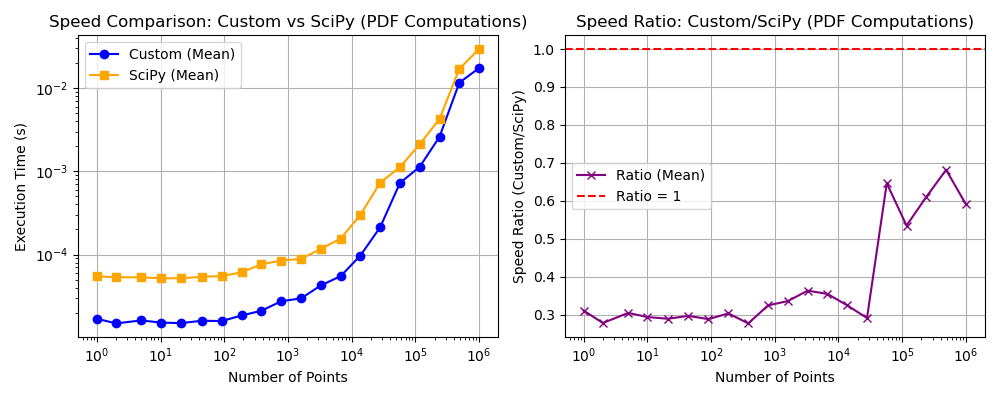 Speed Comparison: Custom vs SciPy (PDF Computations)
Custom (Mean)
SciPy (Mean)
Execution Time (s)
10⁻²
10⁻³
10⁻⁴
10⁰ 10¹ 10² 10³ 10⁴ 10⁵ 10⁶
Number of Points
Speed Ratio: Custom/SciPy (PDF Computations)
Speed Ratio (Custom/SciPy)
1.0
0.9
0.8
0.7
0.6
0.5
0.4
0.3
Ratio (Mean)
Ratio = 1
10⁰ 10¹ 10² 10³ 10⁴ 10⁵ 10⁶
Number of Points